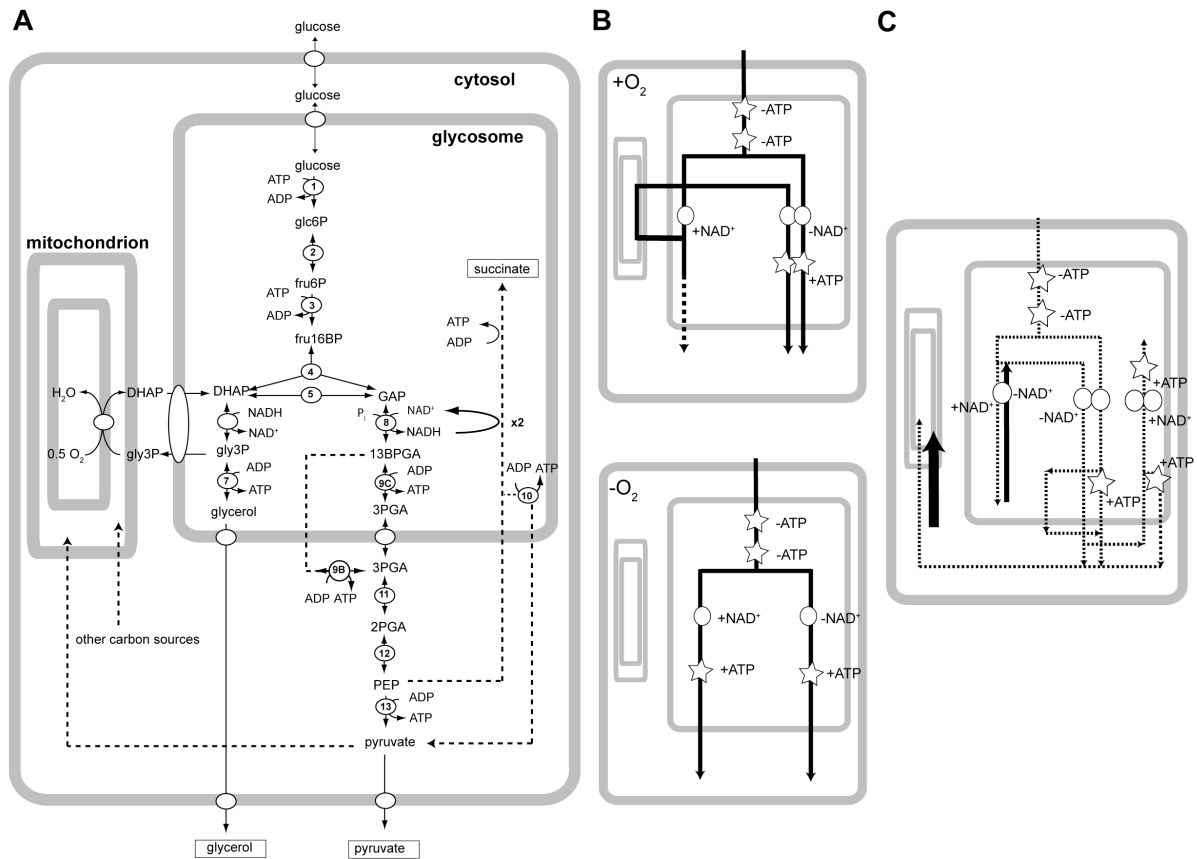 A
glucose
cytosol
glucose
glycosome
glucose
ATP
ADP
1
glc6P
2
fru6P
ATP
ADP
3
fru16BP
4
mitochondrion
succinate
ATP
ADP
H2O
DHAP
DHAP
5
GAP
NADH
NAD+
Pi
8
NAD+
NADH
x2
0.5 O2
gly3P
gly3P
13BPGA
7
ADP
ATP
9C
ADP
ATP
ADP ATP
10
glycerol
3PGA
9B
3PGA
ADP ATP
11
other carbon sources
2PGA
12
PEP
13
ADP
ATP
pyruvate
glycerol
pyruvate
B
+O2
-ATP
-ATP
+NAD+
-NAD+
+ATP
-O2
-ATP
-ATP
+NAD+
-NAD+
+ATP
+ATP
C
-ATP
-ATP
+NAD+
-NAD+
-NAD+
+ATP
+NAD+
+ATP
+ATP